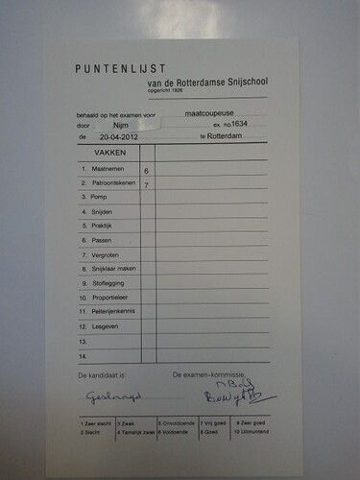 PUNTENLIJST
van de Rotterdamse Snijschool
opgericht 1926
behaald op het examen voor maatcoupeuse
door Nijm ex. no. 1634
de 20-04-2012 te Rotterdam
VAKKEN
1. Maatnemen 6
2. Patroontekenen 7
3. Pomp
4. Snijden
5. Praktijk
6. Passen
7. Vergroten
8. Snijklaar maken
9. Stoflegging
10. Proportioleer
11. Pelterijenkennis
12. Lesgeven
13.
14.
De kandidaat is: De examen-kommissie,
Geslaagd
1 Zeer slecht 3 Zwak 5 Onvoldoende 7 Vrij goed 9 Zeer goed
2 Slecht 4 Tamelijk zwak 6 Voldoende 8 Goed 10 Uitmuntend